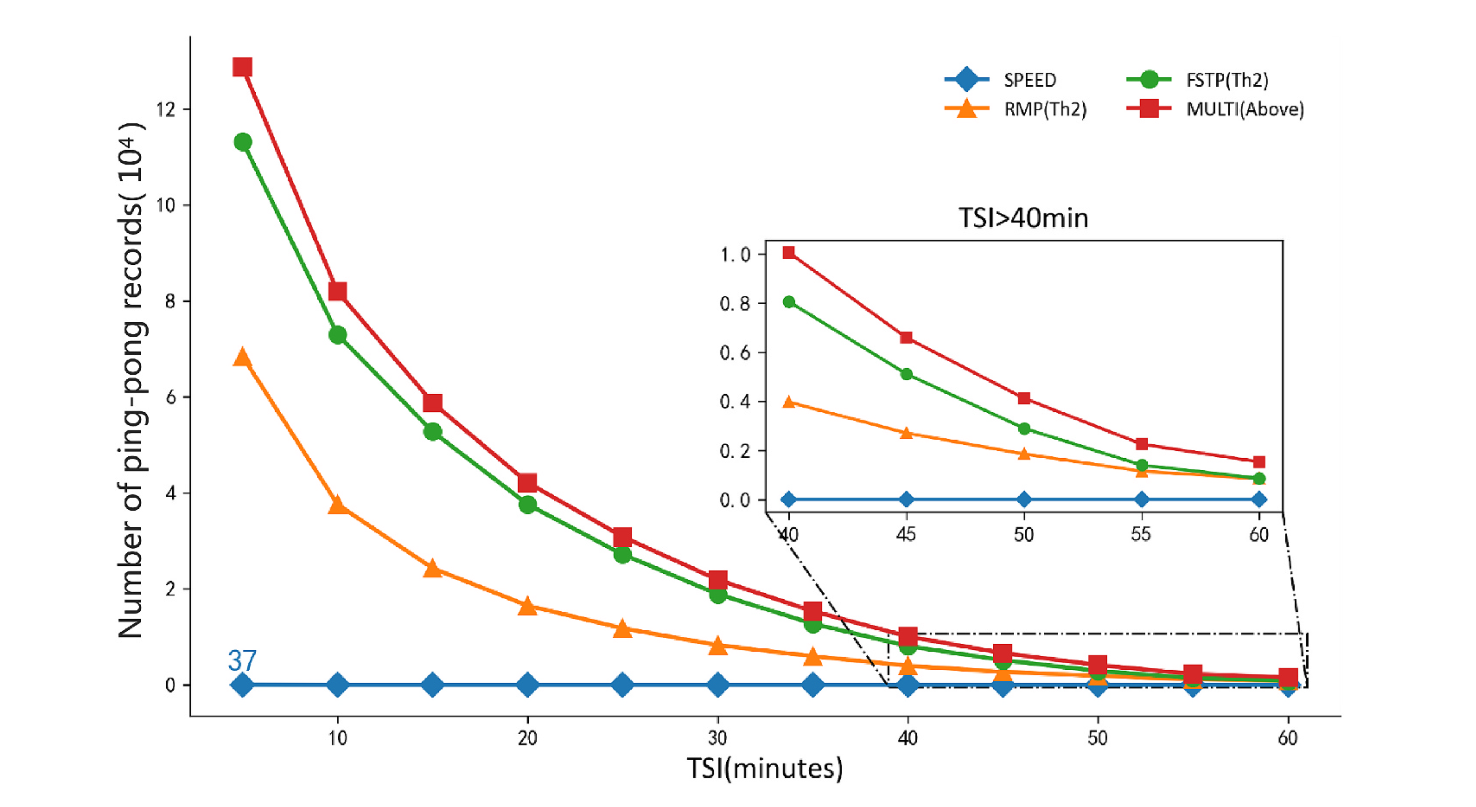 SPEED
RMP(Th2)
FSTP(Th2)
MULTI(Above)
Number of ping-pong records( 10⁴ )
12
10
8
6
4
2
0
37
TSI>40min
1.0
0.8
0.6
0.4
0.2
0.0
40 45 50 55 60
10 20 30 40 50 60
TSI(minutes)